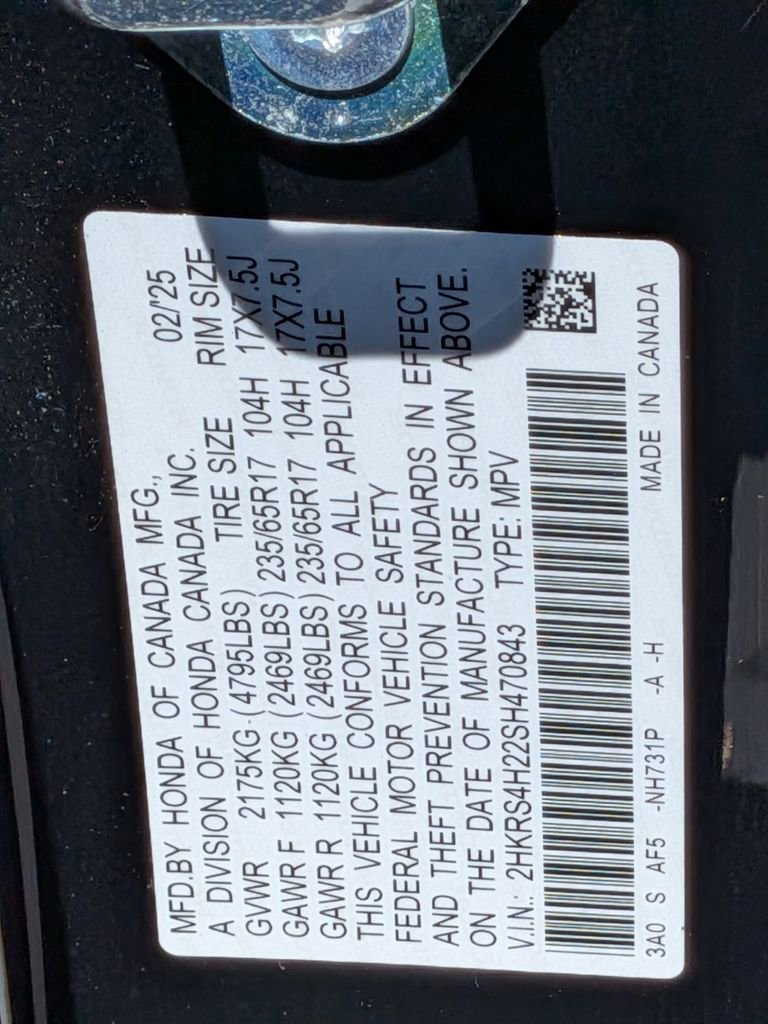 MFD.BY HONDA OF CANADA MFG., 02/'25
A DIVISION OF HONDA CANADA INC.
TIRE SIZE RIM SIZE
GVWR 2175KG (4795LBS)
GAWR F 1120KG (2469LBS) 235/65R17 104H 17X7.5J
GAWR R 1120KG (2469LBS) 235/65R17 104H 17X7.5J
THIS VEHICLE CONFORMS TO ALL APPLICABLE
FEDERAL MOTOR VEHICLE SAFETY
AND THEFT PREVENTION STANDARDS IN EFFECT
ON THE DATE OF MANUFACTURE SHOWN ABOVE.
V.I.N.: 2HKRS4H22SH470843 TYPE: MPV
3A0 S AF5 -NH731P -A -H MADE IN CANADA